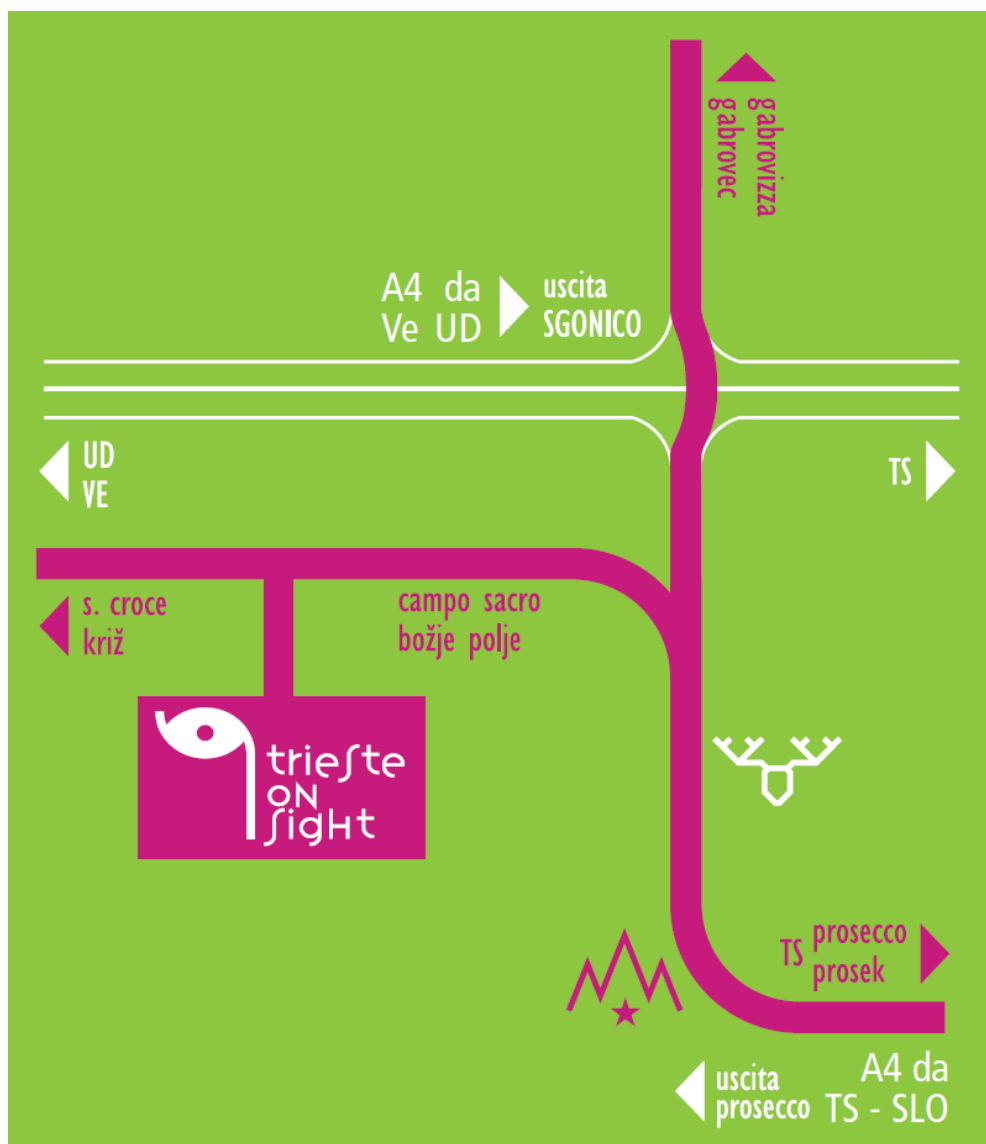 gabrovizza
gabrovec
A4 da
Ve UD
uscita
SGONICO
UD
VE
TS
s. croce
križ
campo sacro
božje polje
trieste
on
sight
TS
prosecco
prosek
uscita
prosecco
A4 da
TS - SLO